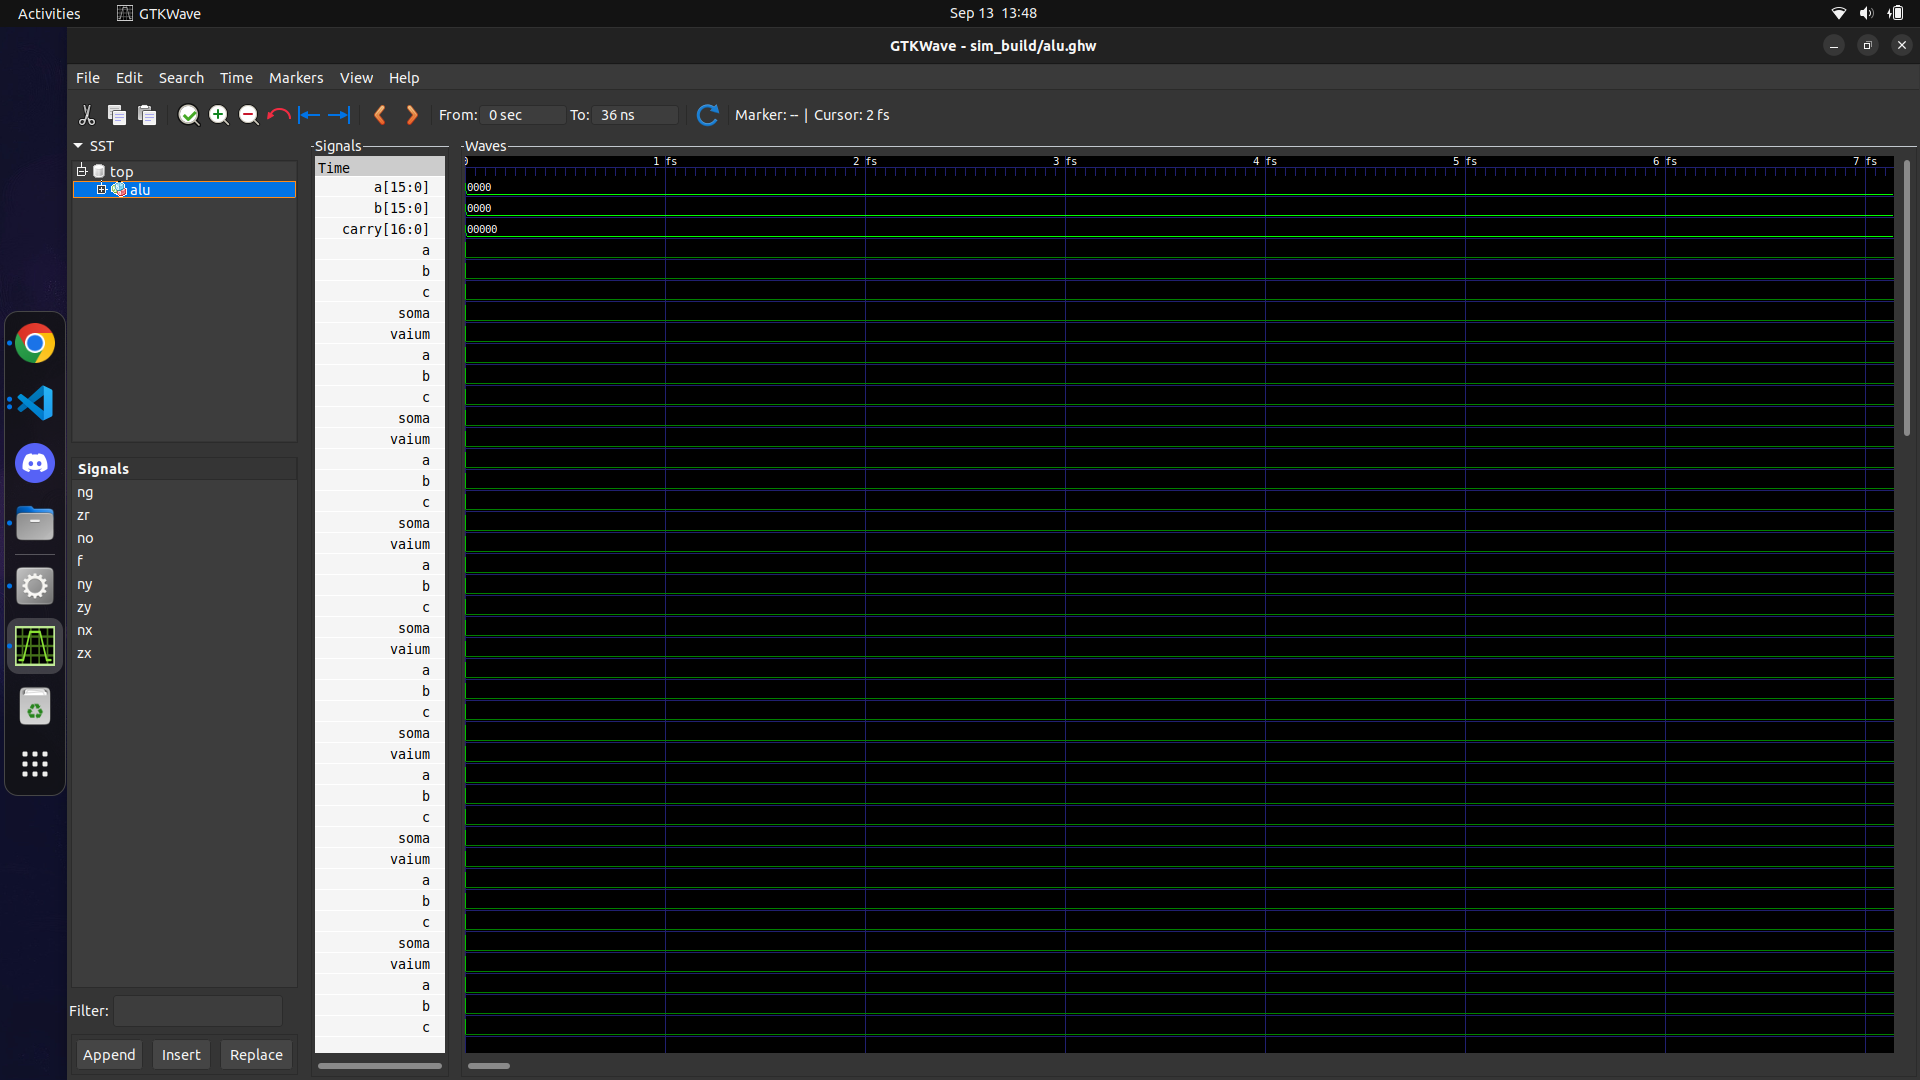 Activities
GTKWave
Sep 13 13:48
GTKWave - sim_build/alu.ghw
File Edit Search Time Markers View Help
From: 0 sec To: 36 ns Marker: -- | Cursor: 2 fs
SST
top
alu
Signals
ng
zr
no
f
ny
zy
nx
zx
Filter:
Append Insert Replace
Signals
Time
a[15:0]
b[15:0]
carry[16:0]
a
b
c
soma
vaium
a
b
c
soma
vaium
a
b
c
soma
vaium
a
b
c
soma
vaium
a
b
c
soma
vaium
a
b
c
soma
vaium
a
b
c
soma
vaium
a
b
c
Waves
0 1 fs 2 fs 3 fs 4 fs 5 fs 6 fs 7 fs
0000
0000
00000